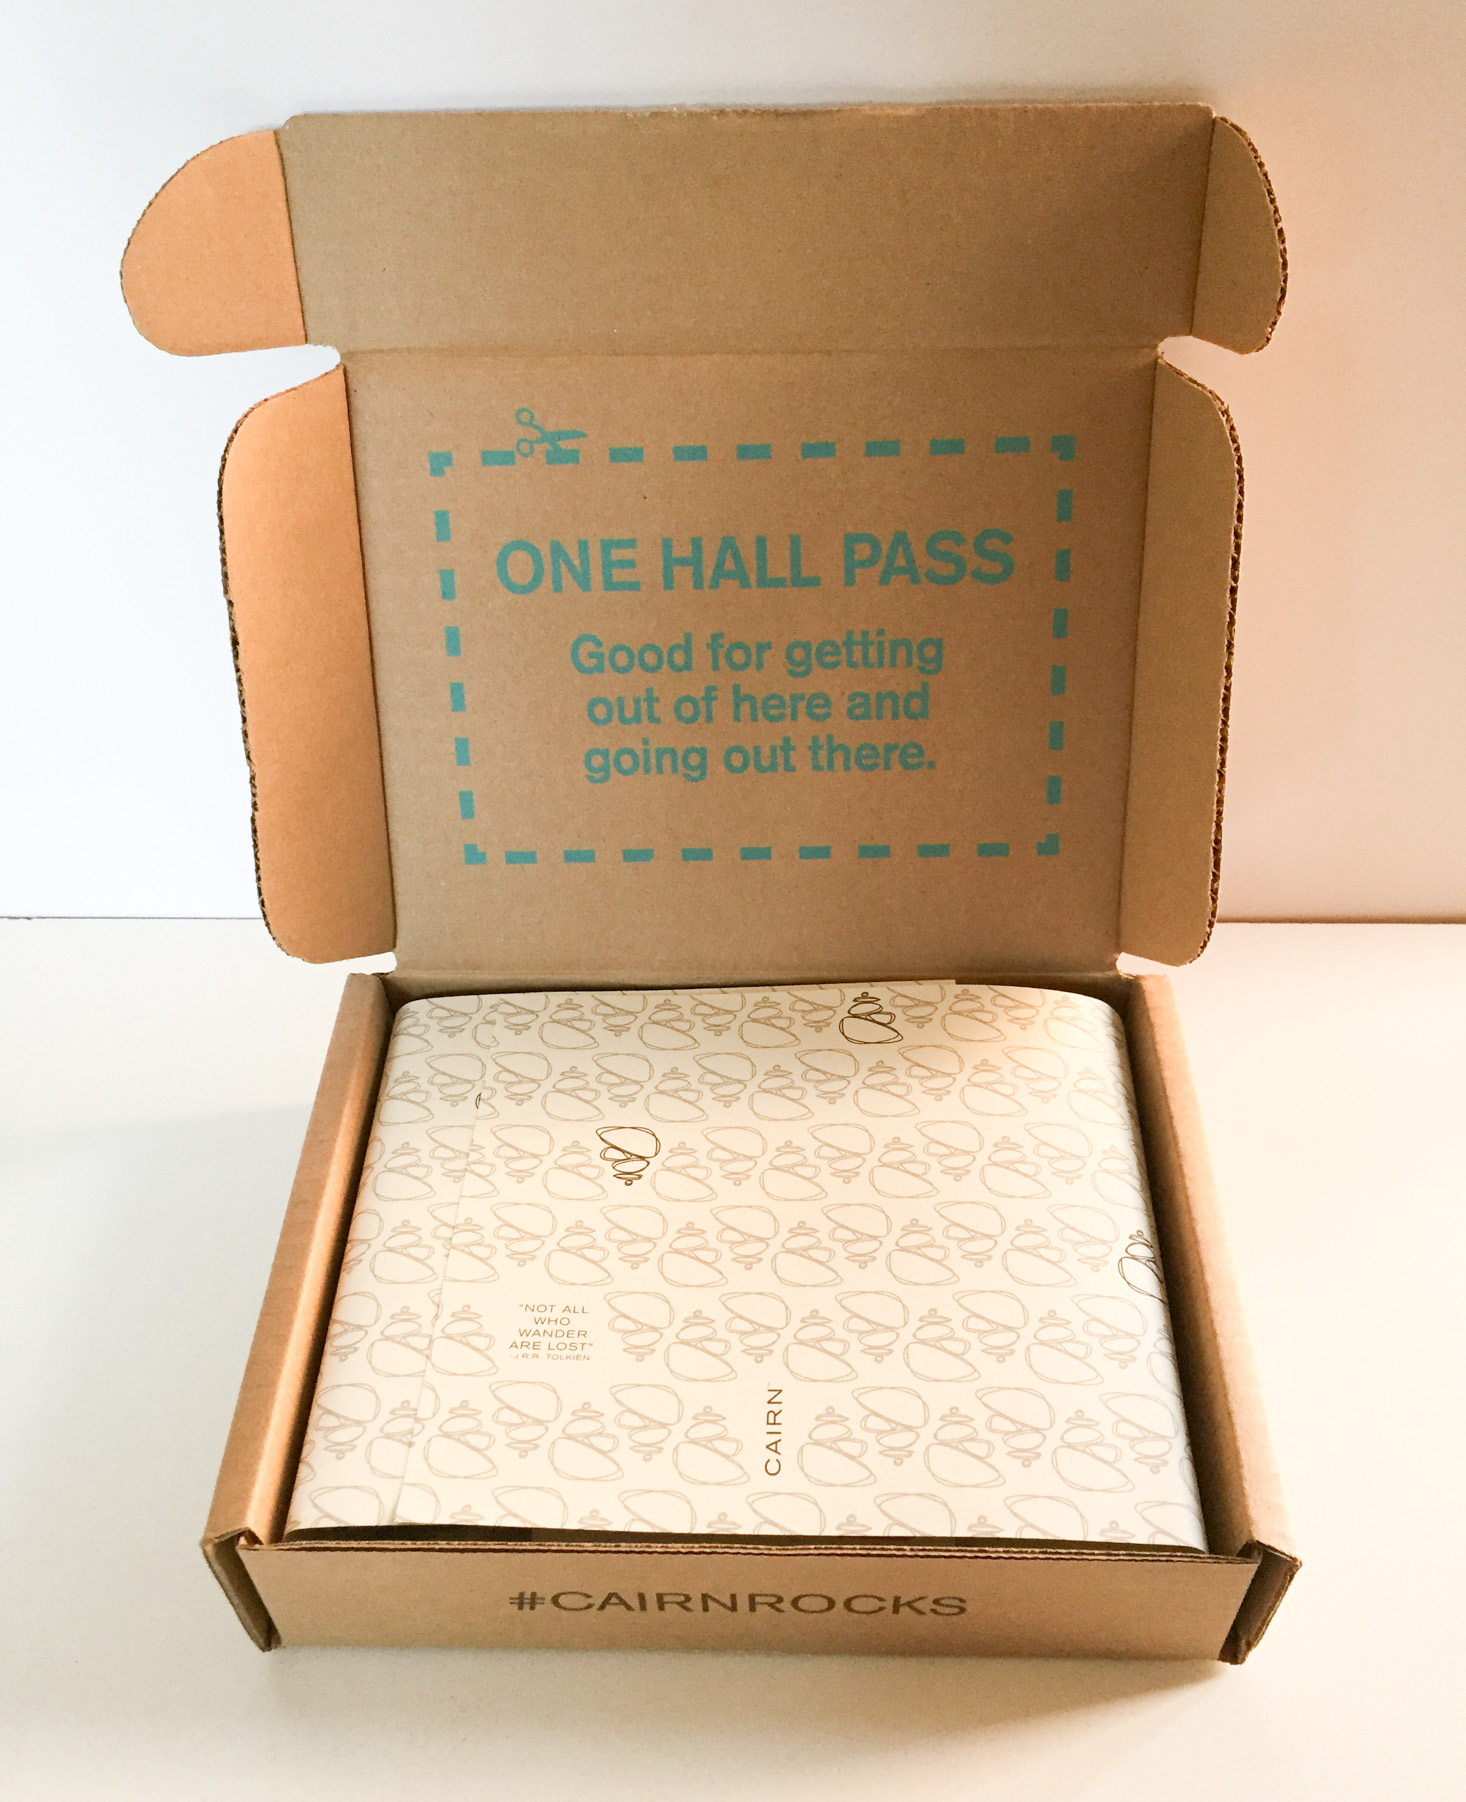 ONE HALL PASS
Good for getting
out of here and
going out there.
"NOT ALL
WHO
WANDER
ARE LOST"
-J.R.R. TOLKIEN
CAIRN
#CAIRNROCKS